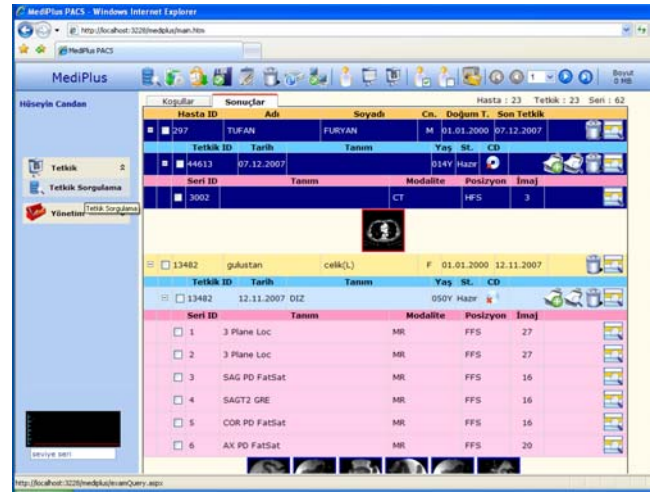 MediPlus PACS - Windows Internet Explorer
http://localhost:3228/mediplus/main.htm
MediPlus PACS
MediPlus
1
Boyut
0 MB
Hüseyin Candan
Koşullar Sonuçlar Hasta : 23 Tetkik : 23 Seri : 62
Hasta ID Adı Soyadı Cn. Doğum T. Son Tetkik
297 TUFAN FURYAN M 01.01.2000 07.12.2007
Tetkik ID Tarih Tanım Yaş St. CD
44613 07.12.2007 014Y Hazır
Seri ID Tanım Modalite Posizyon İmaj
3002 CT HFS 3
Tetkik
Tetkik Sorgulama
Tetkik Sorgulama
Yönetim
13482 gulustan celik(L) F 01.01.2000 12.11.2007
Tetkik ID Tarih Tanım Yaş St. CD
13482 12.11.2007 DIZ 050Y Hazır
Seri ID Tanım Modalite Posizyon İmaj
1 3 Plane Loc MR FFS 27
2 3 Plane Loc MR FFS 27
3 SAG PD FatSat MR FFS 16
4 SAGT2 GRE MR FFS 16
5 COR PD FatSat MR FFS 16
6 AX PD FatSat MR FFS 20
seviye seri
http://localhost:3228/mediplus/examQuery.aspx